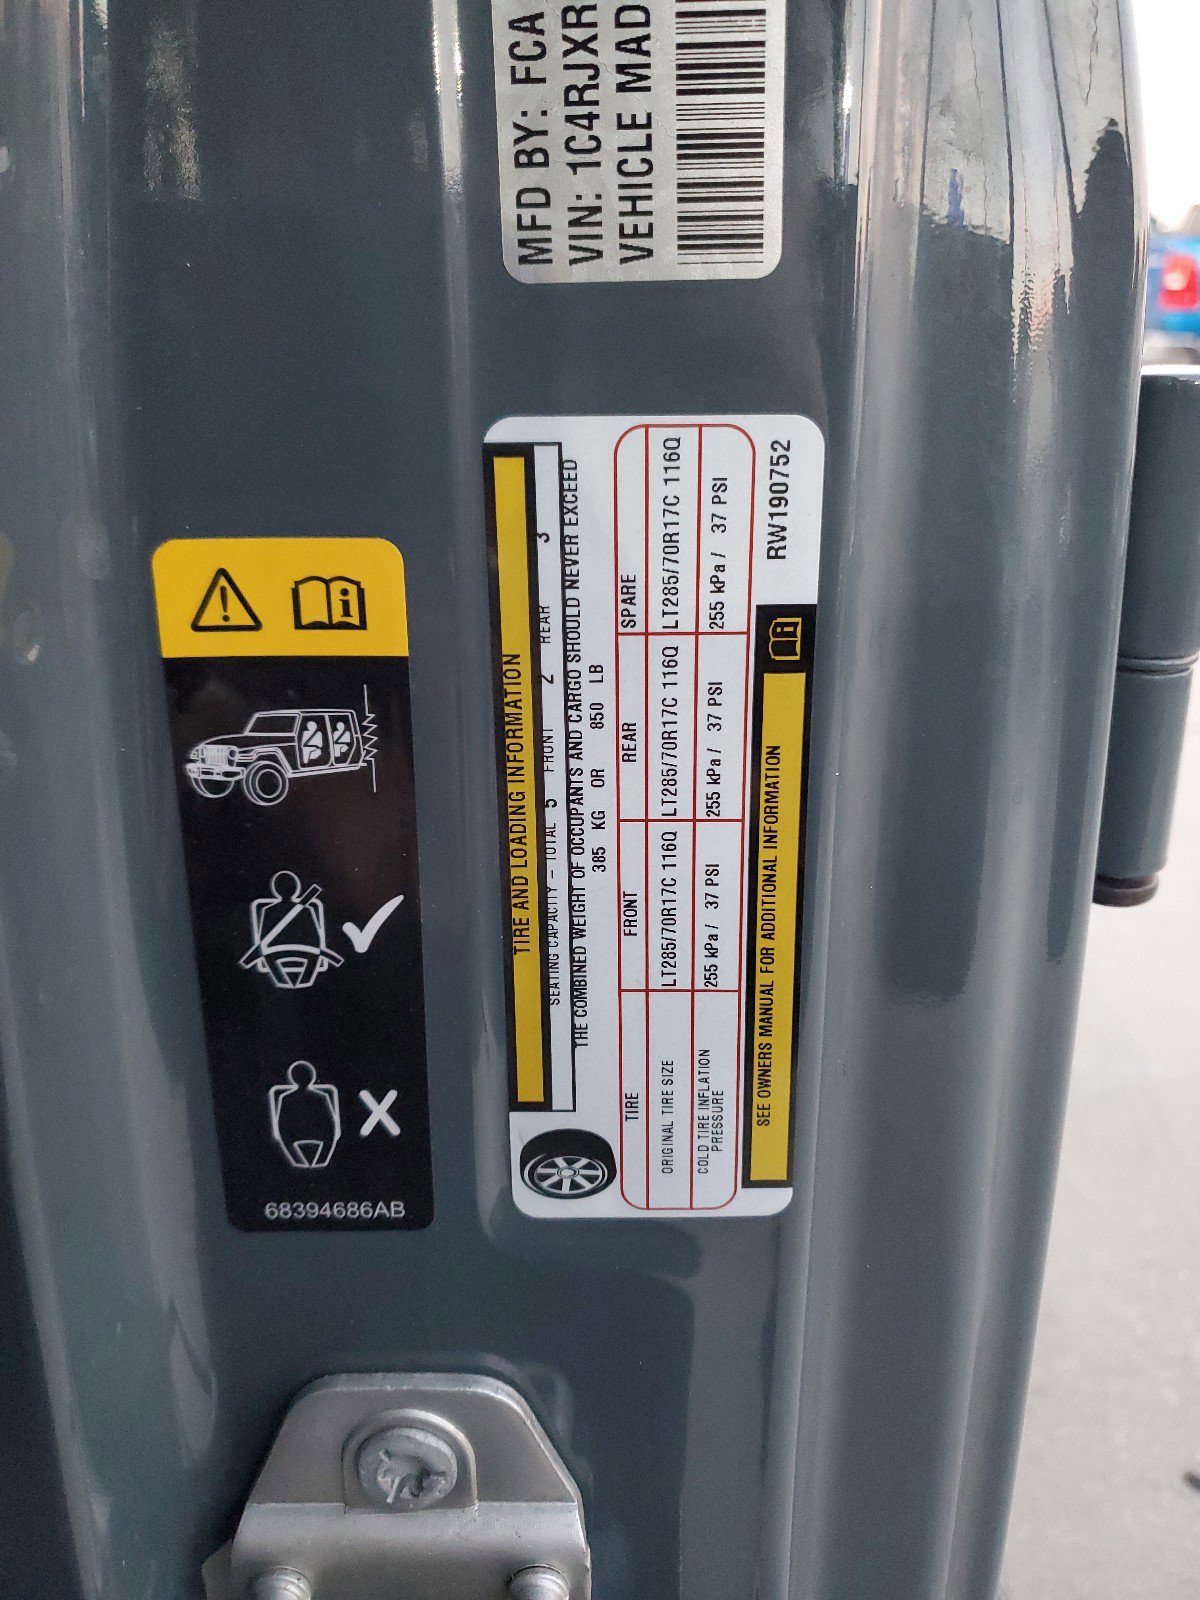 MFD BY: FCA
VIN: 1C4RJXR
VEHICLE MAD
TIRE AND LOADING INFORMATION
SEATING CAPACITY – TOTAL 5 FRONT 2 REAR 3
THE COMBINED WEIGHT OF OCCUPANTS AND CARGO SHOULD NEVER EXCEED
385 KG OR 850 LB
TIRE FRONT REAR SPARE
ORIGINAL TIRE SIZE LT285/70R17C 116Q LT285/70R17C 116Q LT285/70R17C 116Q
COLD TIRE INFLATION
PRESSURE 255 kPa / 37 PSI 255 kPa / 37 PSI 255 kPa / 37 PSI
SEE OWNERS MANUAL FOR ADDITIONAL INFORMATION
RW190752
68394686AB